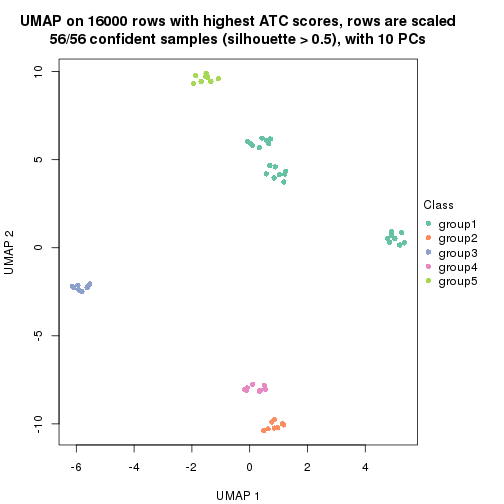 UMAP on 16000 rows with highest ATC scores, rows are scaled
56/56 confident samples (silhouette > 0.5), with 10 PCs
10
5
0
-5
-10
UMAP 2
-6
-4
-2
0
2
4
UMAP 1
Class
group1
group2
group3
group4
group5